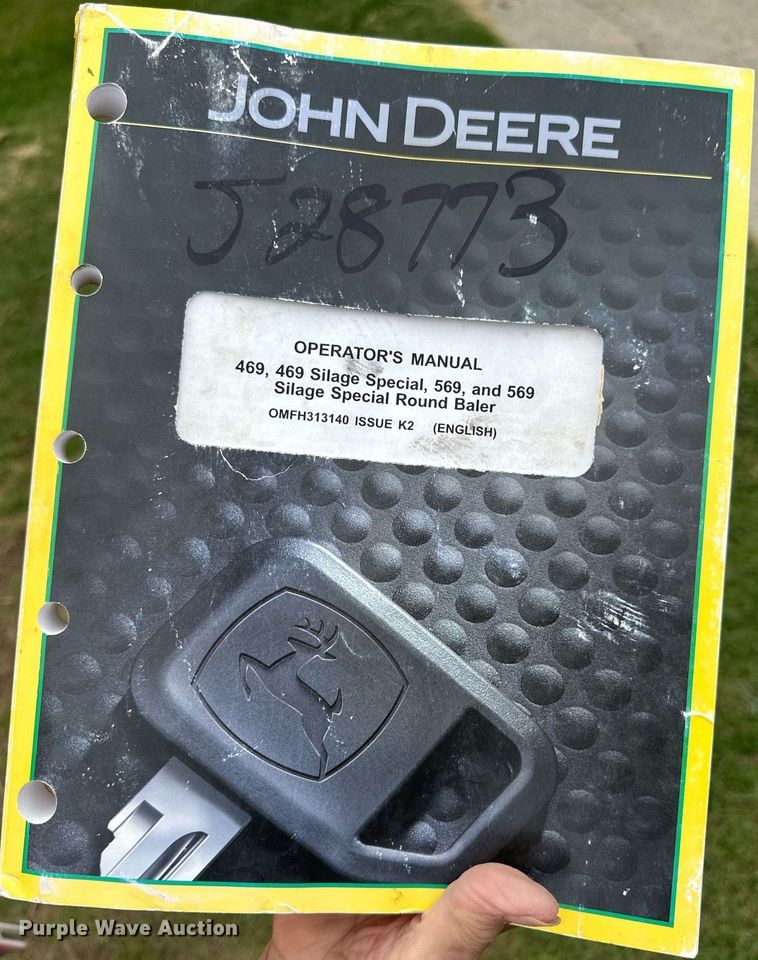 JOHN DEERE
J28773
OPERATOR'S MANUAL
469, 469 Silage Special, 569, and 569
Silage Special Round Baler
OMFH313140 ISSUE K2 (ENGLISH)
Purple Wave Auction